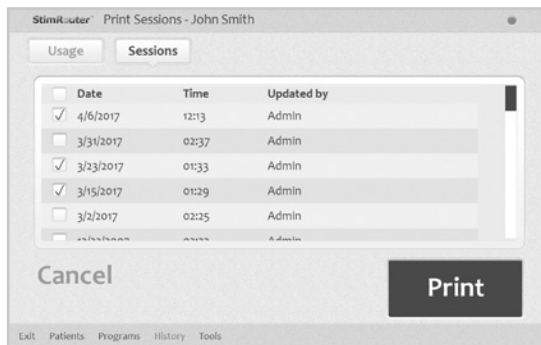 StimRouter Print Sessions - John Smith
Usage Sessions
Date Time Updated by
4/6/2017 12:13 Admin
3/31/2017 02:37 Admin
3/23/2017 01:33 Admin
3/15/2017 01:29 Admin
3/2/2017 02:25 Admin
Admin
Cancel
Print
Exit Patients Programs History Tools